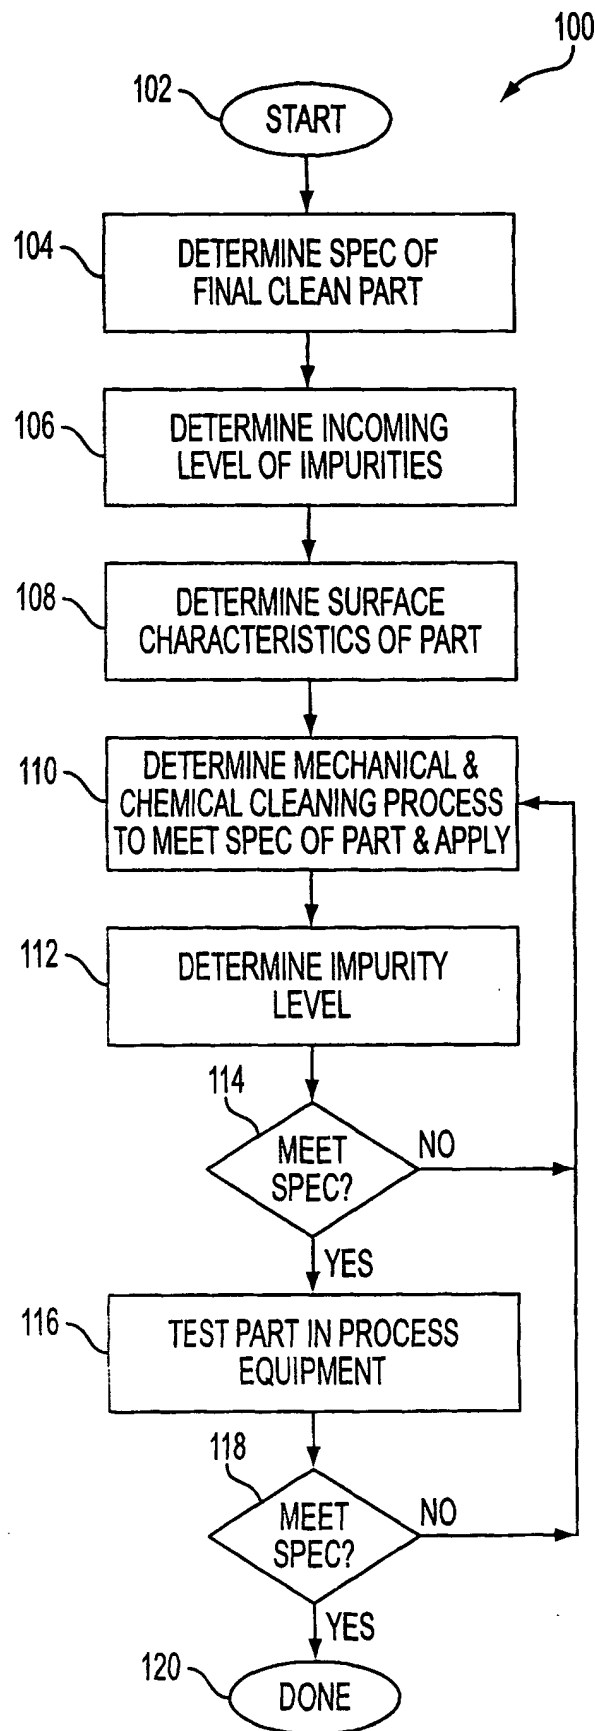 100
102
START
104
DETERMINE SPEC OF
FINAL CLEAN PART
106
DETERMINE INCOMING
LEVEL OF IMPURITIES
108
DETERMINE SURFACE
CHARACTERISTICS OF PART
110
DETERMINE MECHANICAL &
CHEMICAL CLEANING PROCESS
TO MEET SPEC OF PART & APPLY
112
DETERMINE IMPURITY
LEVEL
114
MEET
SPEC?
NO
YES
116
TEST PART IN PROCESS
EQUIPMENT
118
MEET
SPEC?
NO
YES
120
DONE